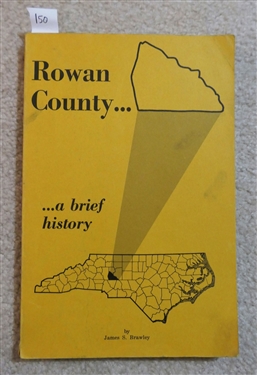 150
Rowan
County...
...a brief
history
by
James S. Brawley